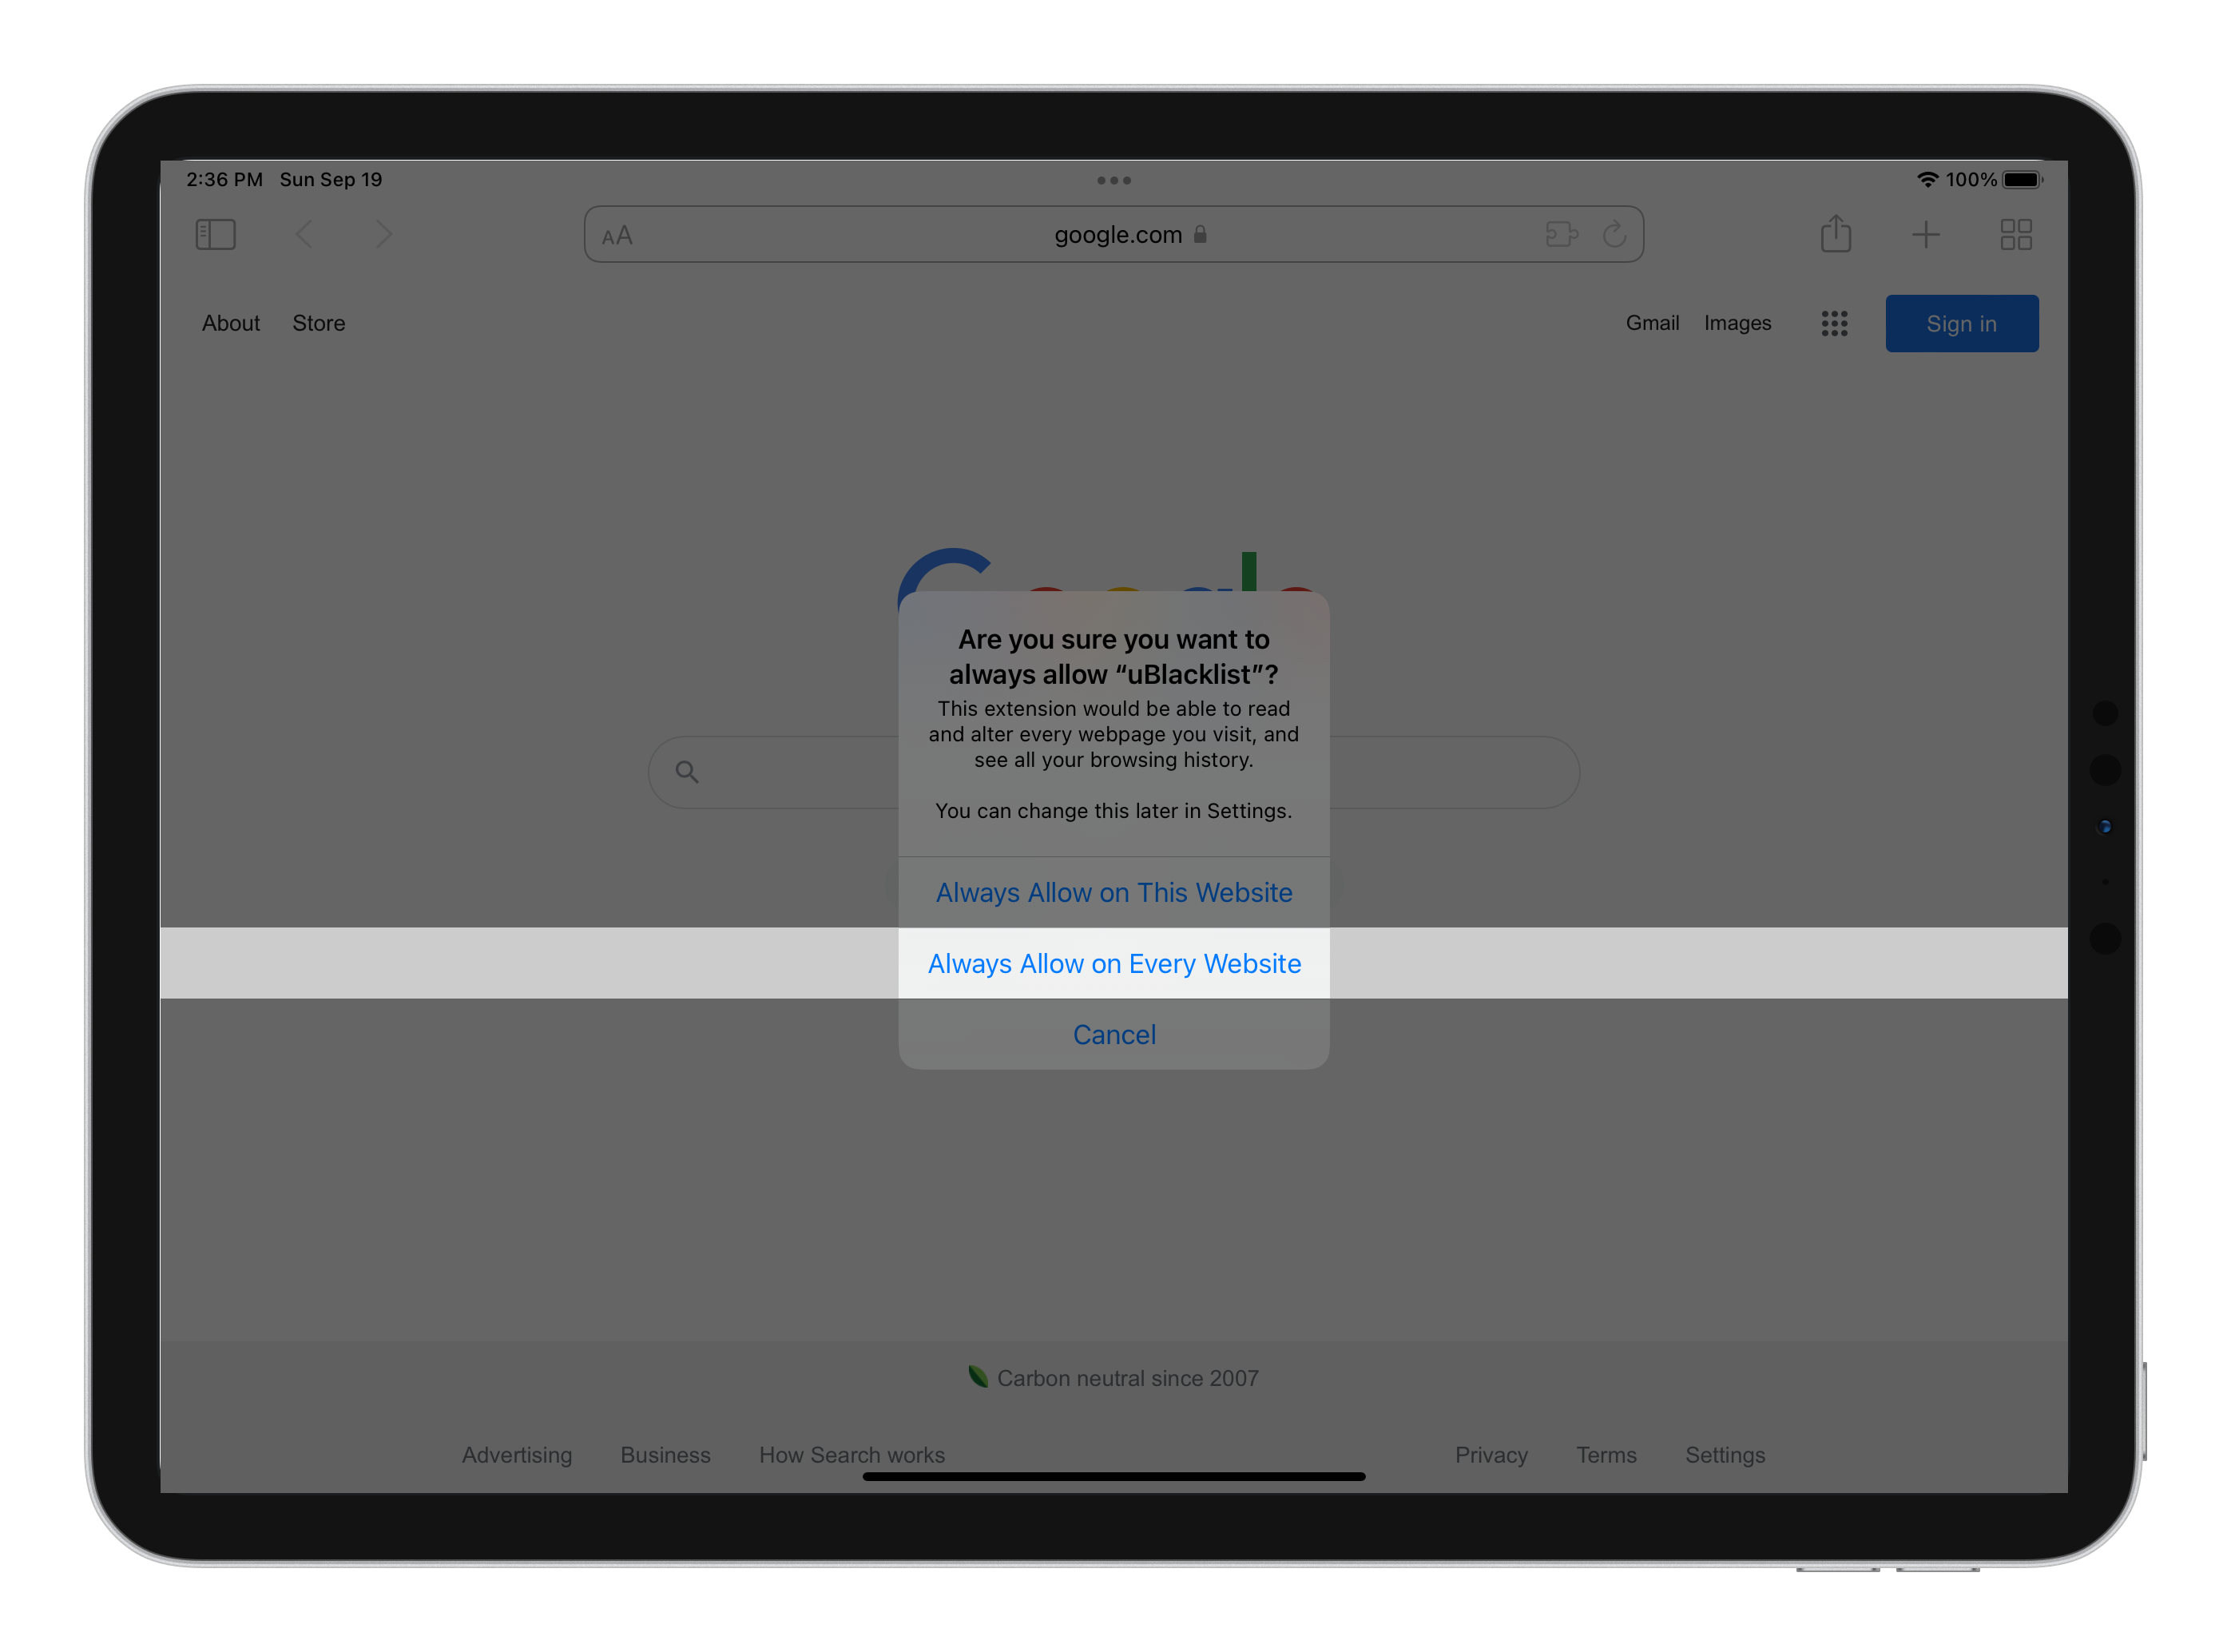 2:36 PM Sun Sep 19
100%
AA
google.com
About Store
Gmail Images
Sign in
Are you sure you want to
always allow “uBlacklist”?
This extension would be able to read
and alter every webpage you visit, and
see all your browsing history.
You can change this later in Settings.
Always Allow on This Website
Always Allow on Every Website
Cancel
Carbon neutral since 2007
Advertising Business How Search works
Privacy Terms Settings